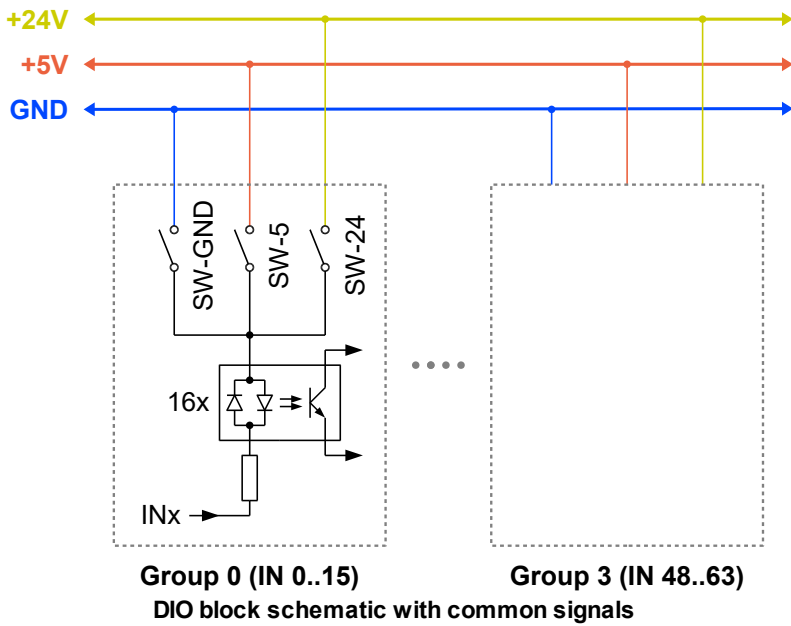 +24V
+5V
GND
SW-GND
SW-5
SW-24
16x
INx
Group 0 (IN 0..15)
Group 3 (IN 48..63)
DIO block schematic with common signals